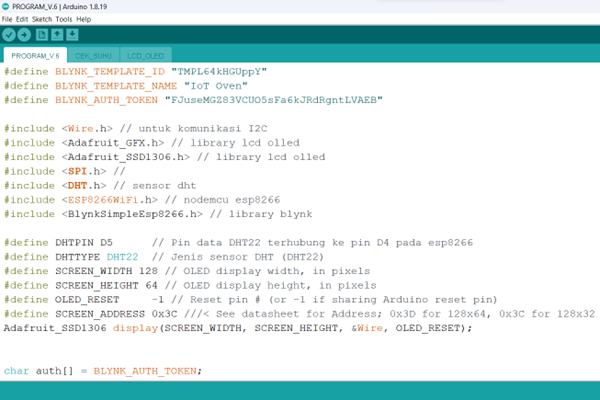 PROGRAM_V.6 | Arduino 1.8.19
File Edit Sketch Tools Help
PROGRAM_V.6 CEK_SUHU LCD_OLED
#define BLYNK_TEMPLATE_ID "TMPL64kHGUppY"
#define BLYNK_TEMPLATE_NAME "IoT Oven"
#define BLYNK_AUTH_TOKEN "FJuseMGZ83VCUO5sFa6kJRdRgntLVAEB"
#include <Wire.h> // untuk komunikasi I2C
#include <Adafruit_GFX.h> // library lcd olled
#include <Adafruit_SSD1306.h> // library lcd olled
#include <SPI.h> //
#include <DHT.h> // sensor dht
#include <ESP8266WiFi.h> // nodemcu esp8266
#include <BlynkSimpleEsp8266.h> // library blynk
#define DHTPIN D5 // Pin data DHT22 terhubung ke pin D4 pada esp8266
#define DHTTYPE DHT22 // Jenis sensor DHT (DHT22)
#define SCREEN_WIDTH 128 // OLED display width, in pixels
#define SCREEN_HEIGHT 64 // OLED display height, in pixels
#define OLED_RESET -1 // Reset pin # (or -1 if sharing Arduino reset pin)
#define SCREEN_ADDRESS 0x3C ///< See datasheet for Address; 0x3D for 128x64, 0x3C for 128x32
Adafruit_SSD1306 display(SCREEN_WIDTH, SCREEN_HEIGHT, &Wire, OLED_RESET);
char auth[] = BLYNK_AUTH_TOKEN;